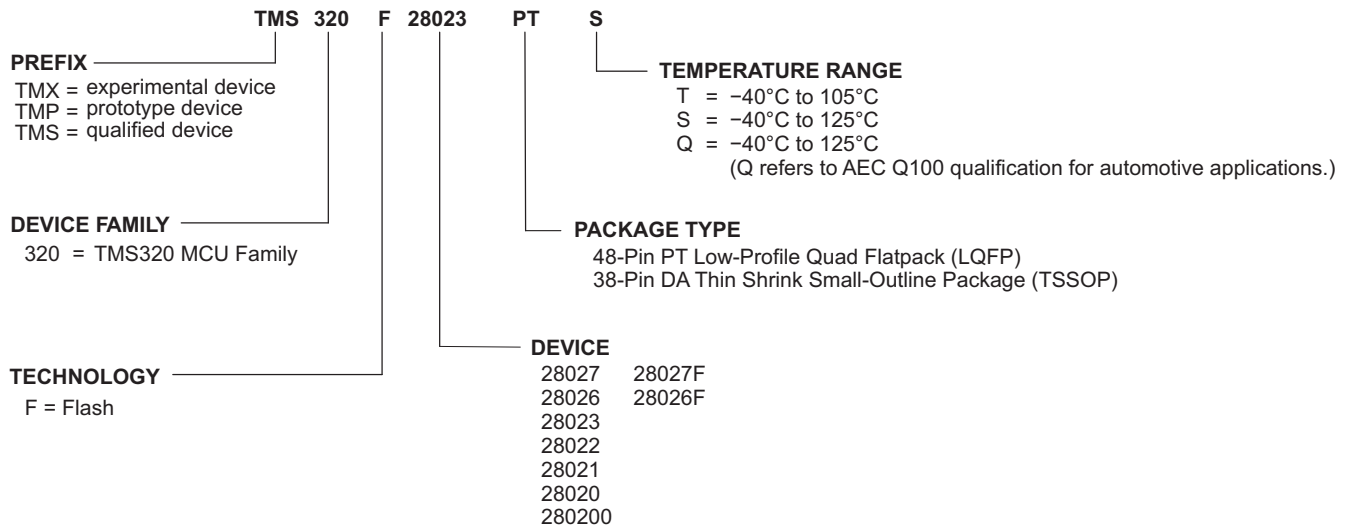 TMS 320 F 28023 PT S
PREFIX
TMX = experimental device
TMP = prototype device
TMS = qualified device
TEMPERATURE RANGE
T = −40°C to 105°C
S = −40°C to 125°C
Q = −40°C to 125°C
(Q refers to AEC Q100 qualification for automotive applications.)
DEVICE FAMILY
320 = TMS320 MCU Family
PACKAGE TYPE
48-Pin PT Low-Profile Quad Flatpack (LQFP)
38-Pin DA Thin Shrink Small-Outline Package (TSSOP)
TECHNOLOGY
F = Flash
DEVICE
28027 28027F
28026 28026F
28023
28022
28021
28020
280200